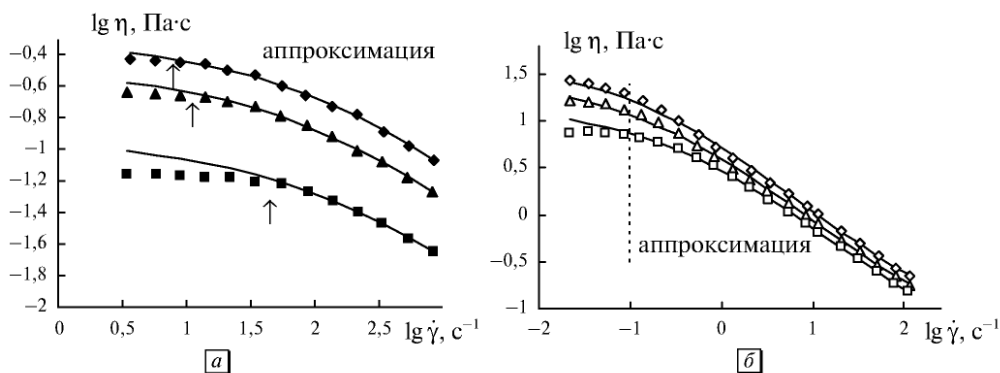 lg η, Па·с
аппроксимация
−0,4
−0,6
−0,8
−1
−1,2
−1,4
−1,6
−1,8
−2
0 0,5 1 1,5 2 2,5 lg γ̇, с⁻¹
а
lg η, Па·с
1,5
1
0,5
0
−0,5
−1
аппроксимация
−2 −1 0 1 2 lg γ̇, с⁻¹
б